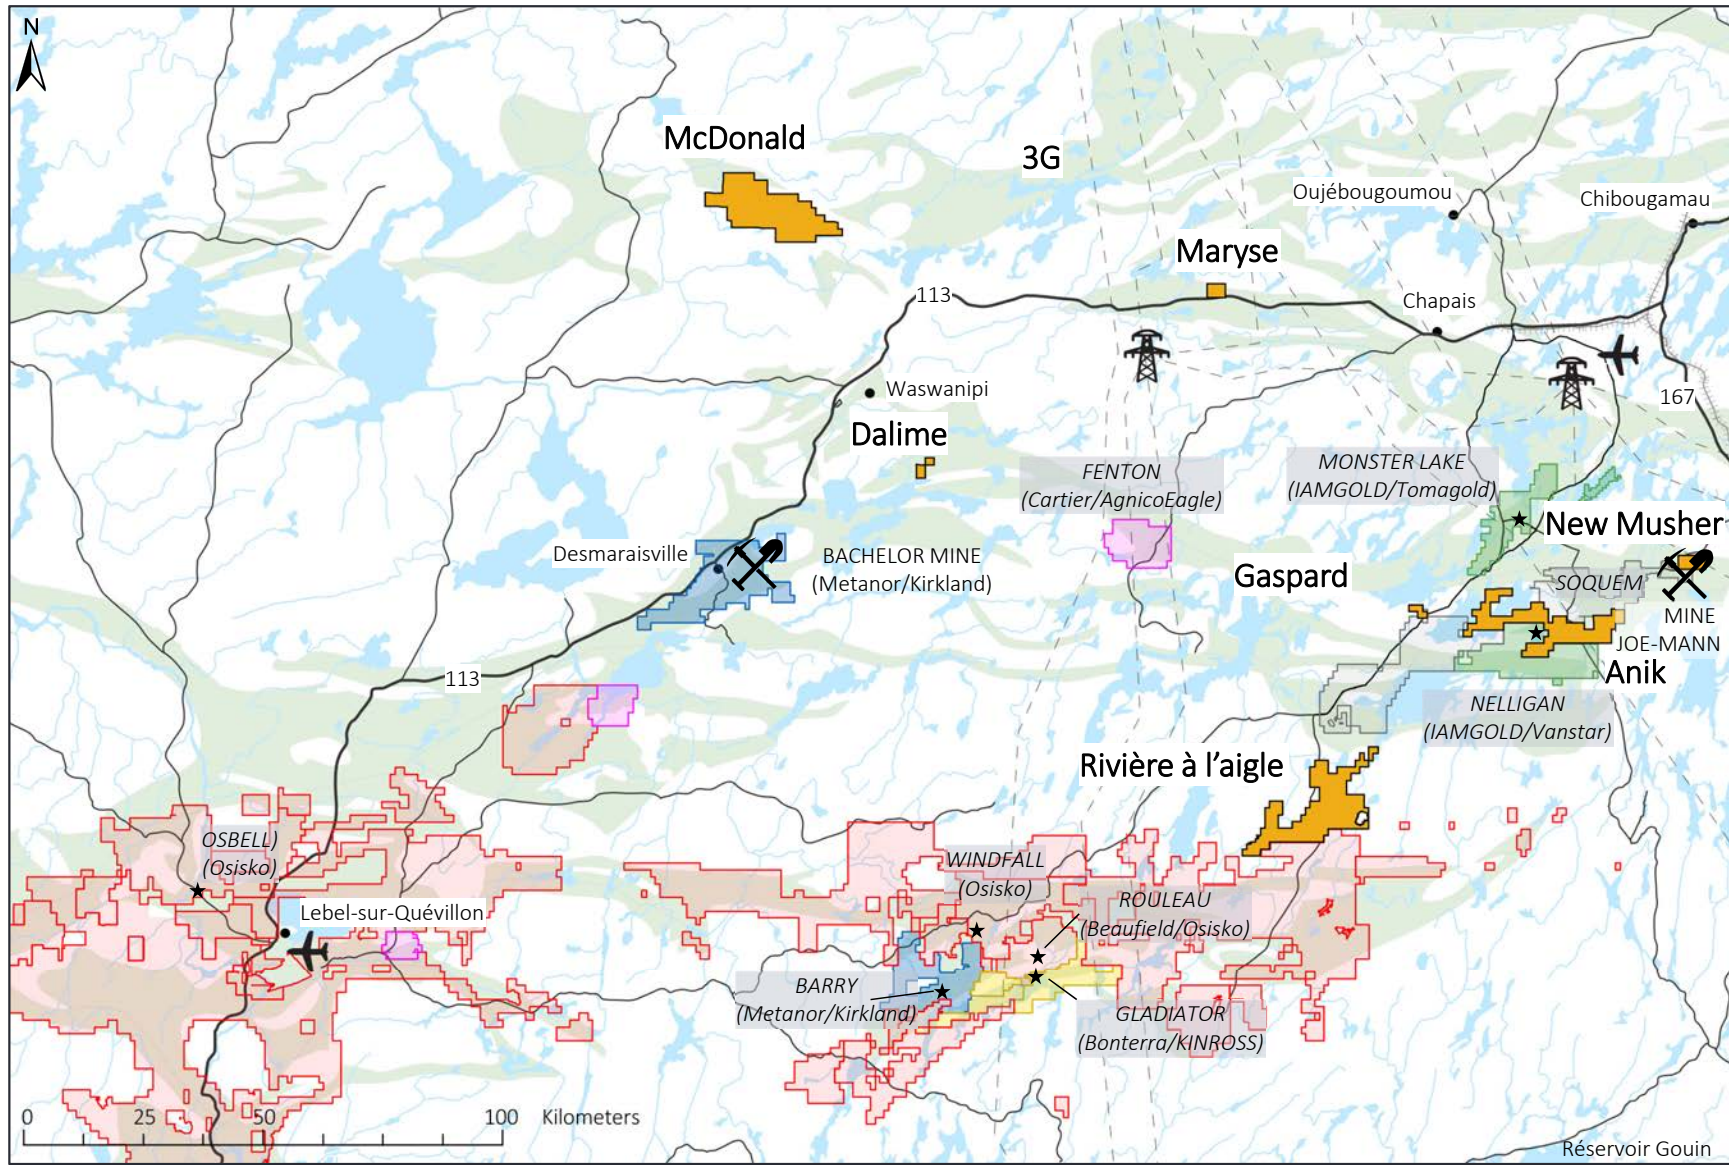 N
McDonald
3G
Oujébougoumou
Chibougamau
Maryse
113
Chapais
167
Waswanipi
Dalime
FENTON
(Cartier/AgnicoEagle)
MONSTER LAKE
(IAMGOLD/Tomagold)
New Musher
Desmaraisville
BACHELOR MINE
(Metanor/Kirkland)
Gaspard
SOQUEM
MINE
JOE-MANN
Anik
113
NELLIGAN
(IAMGOLD/Vanstar)
Rivière à l’aigle
OSBELL)
(Osisko)
WINDFALL
(Osisko)
ROULEAU
(Beaufield/Osisko)
Lebel-sur-Quévillon
BARRY
(Metanor/Kirkland)
GLADIATOR
(Bonterra/KINROSS)
0 25 50 100 Kilometers
Réservoir Gouin